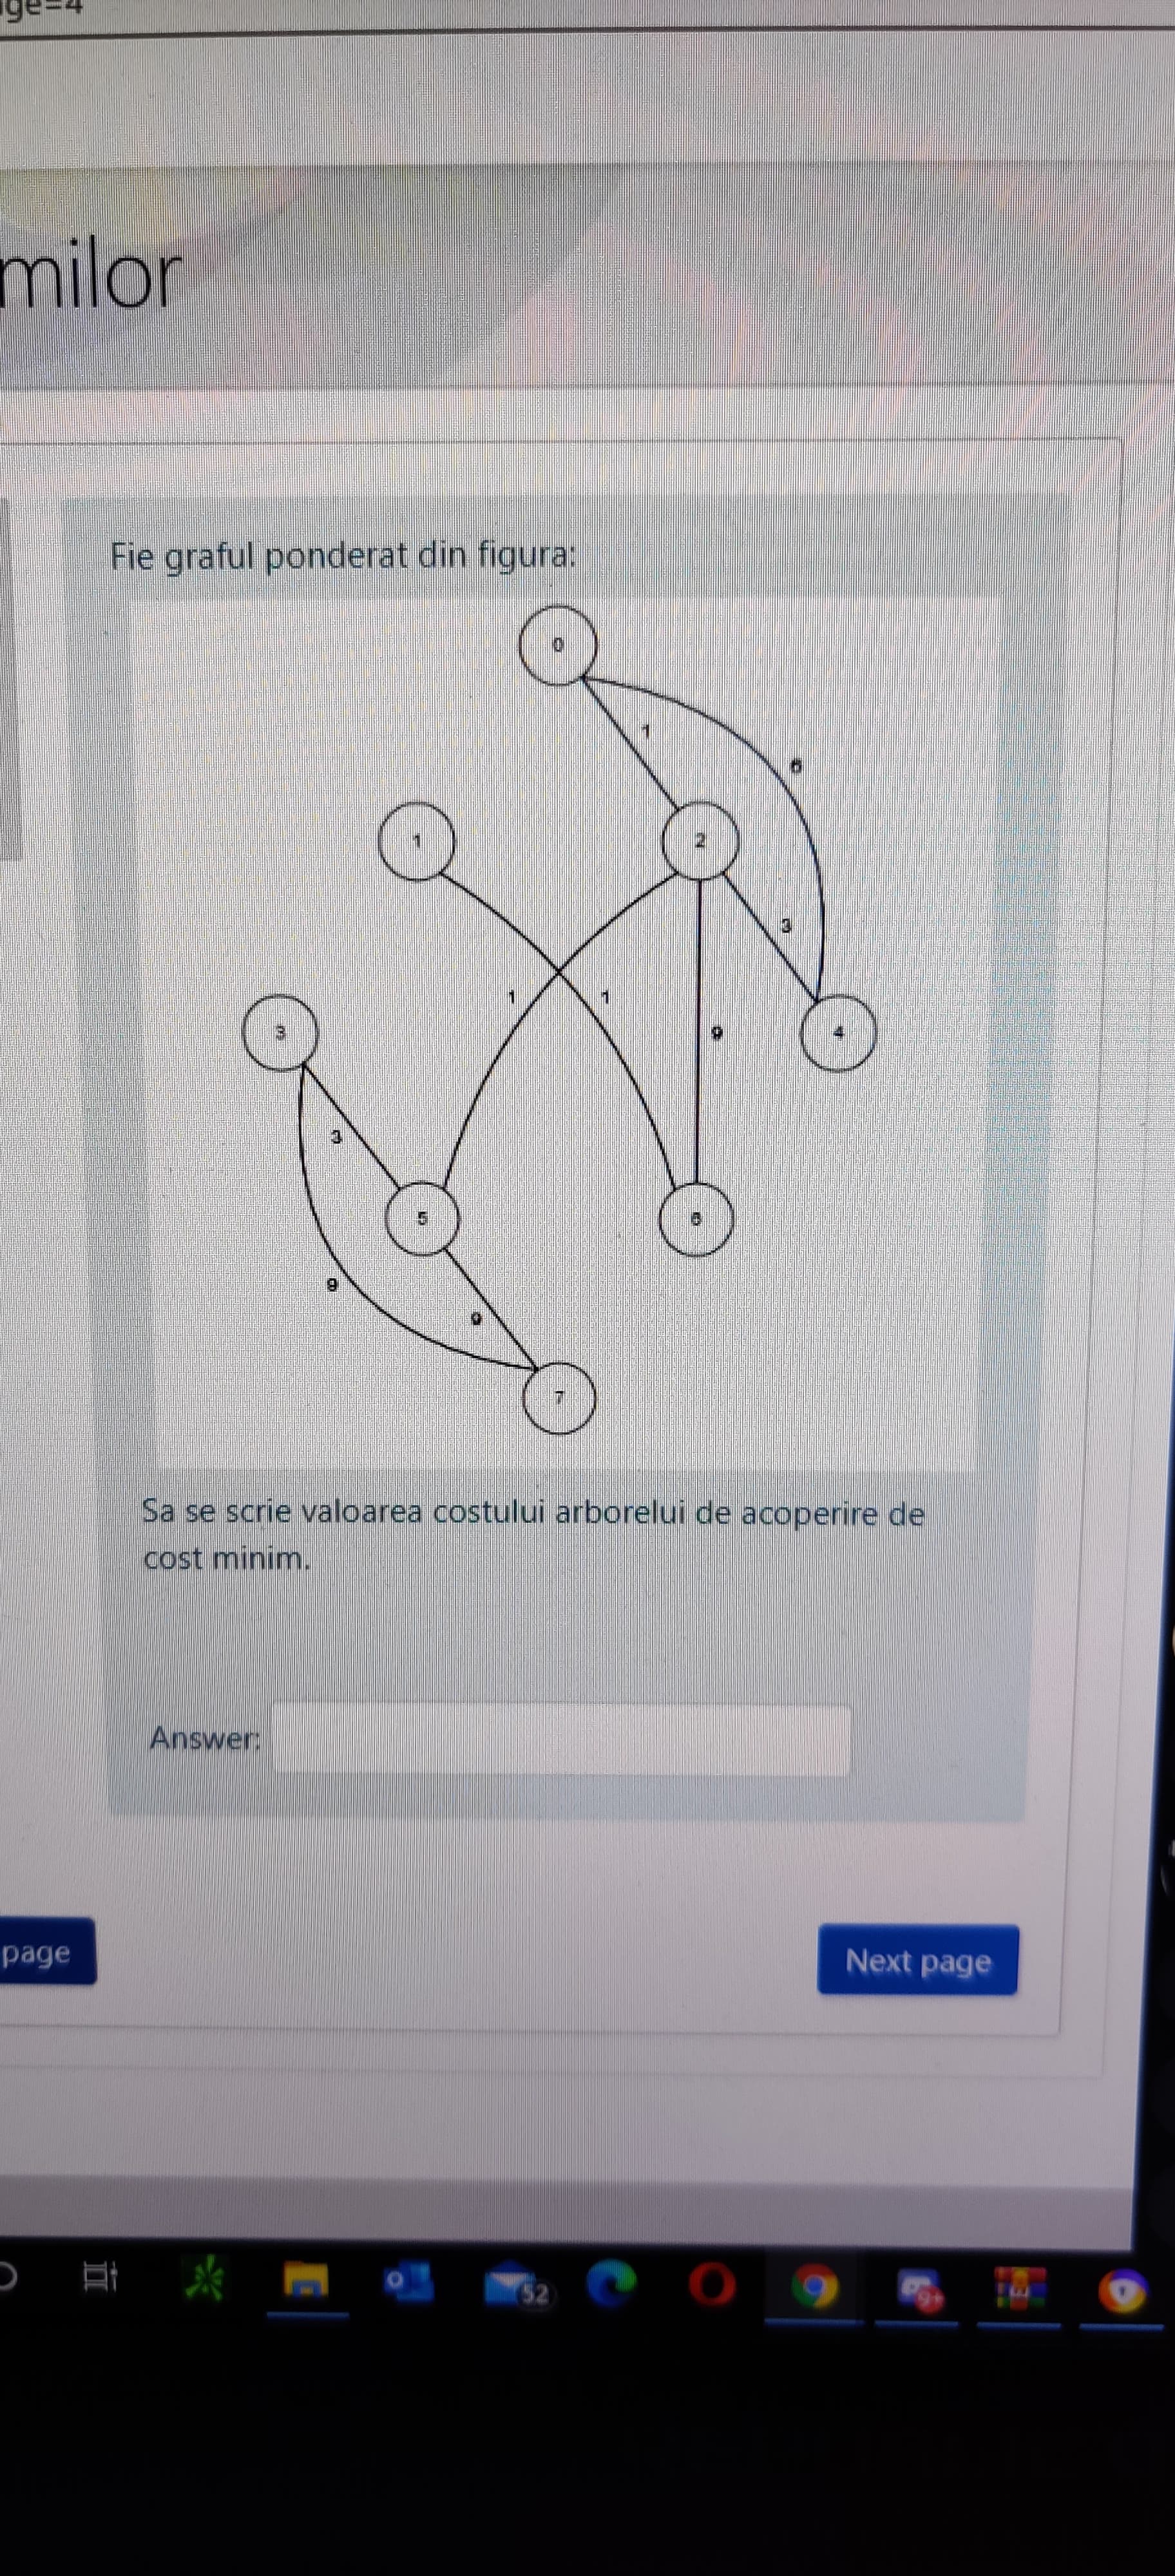 ge=4
milor
Fie graful ponderat din figura:
0
1
6
1
2
3
1
1
3
9
4
3
5
6
9
9
7
Sa se scrie valoarea costului arborelui de acoperire de
cost minim.
Answer:
page
Next page
52
9+